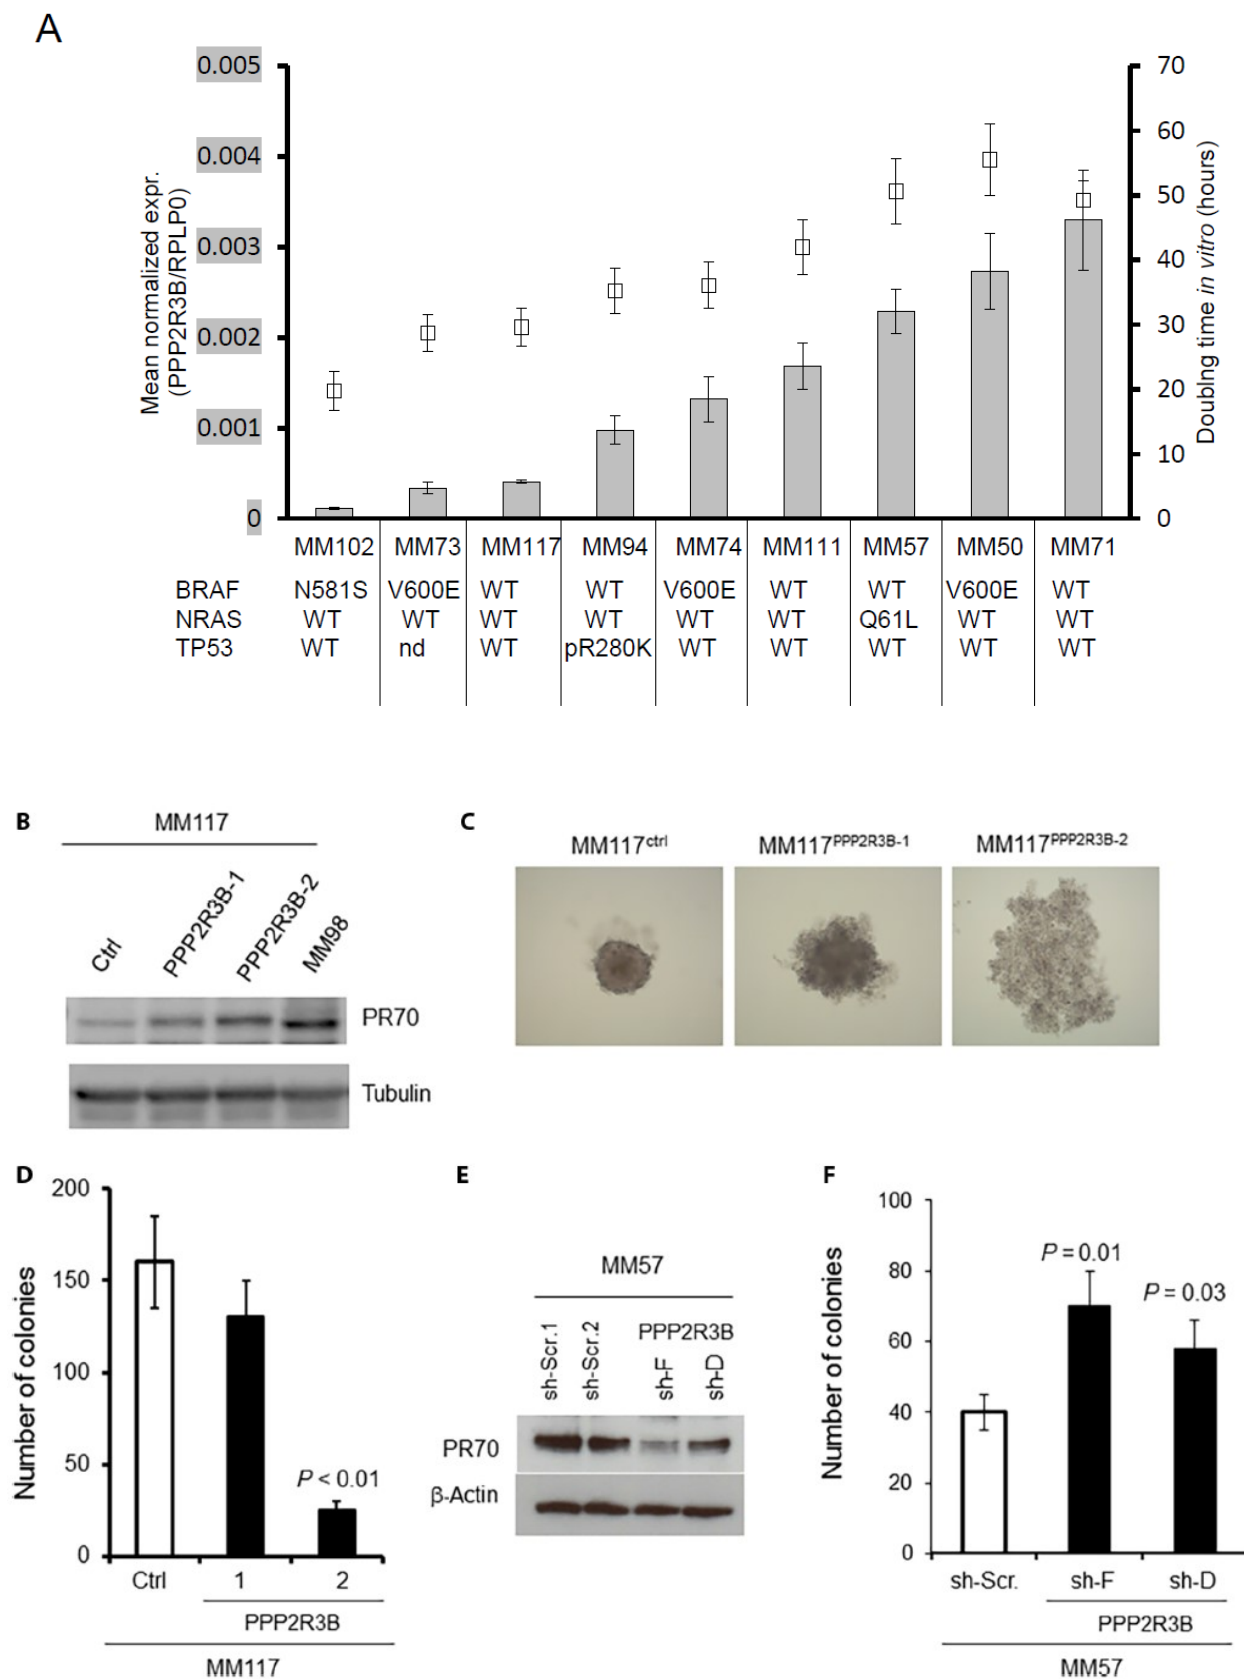 A
0.005
0.004
0.003
0.002
0.001
0
Mean normalized expr.
(PPP2R3B/RPLP0)
70
60
50
40
30
20
10
0
Doublng time in vitro (hours)
MM102 MM73 MM117 MM94 MM74 MM111 MM57 MM50 MM71
BRAF N581S V600E WT WT V600E WT WT V600E WT
NRAS WT WT WT WT WT WT Q61L WT WT
TP53 WT nd WT pR280K WT WT WT WT WT
B
MM117
Ctrl PPP2R3B-1 PPP2R3B-2 MM98
PR70
Tubulin
C
MM117ctrl MM117PPP2R3B-1 MM117PPP2R3B-2
D
Number of colonies
200
150
100
50
0
P < 0.01
Ctrl 1 2
PPP2R3B
MM117
E
MM57
PPP2R3B
sh-Scr.1 sh-Scr.2 sh-F sh-D
PR70
β-Actin
F
Number of colonies
100
80
60
40
20
0
P = 0.01
P = 0.03
sh-Scr. sh-F sh-D
PPP2R3B
MM57